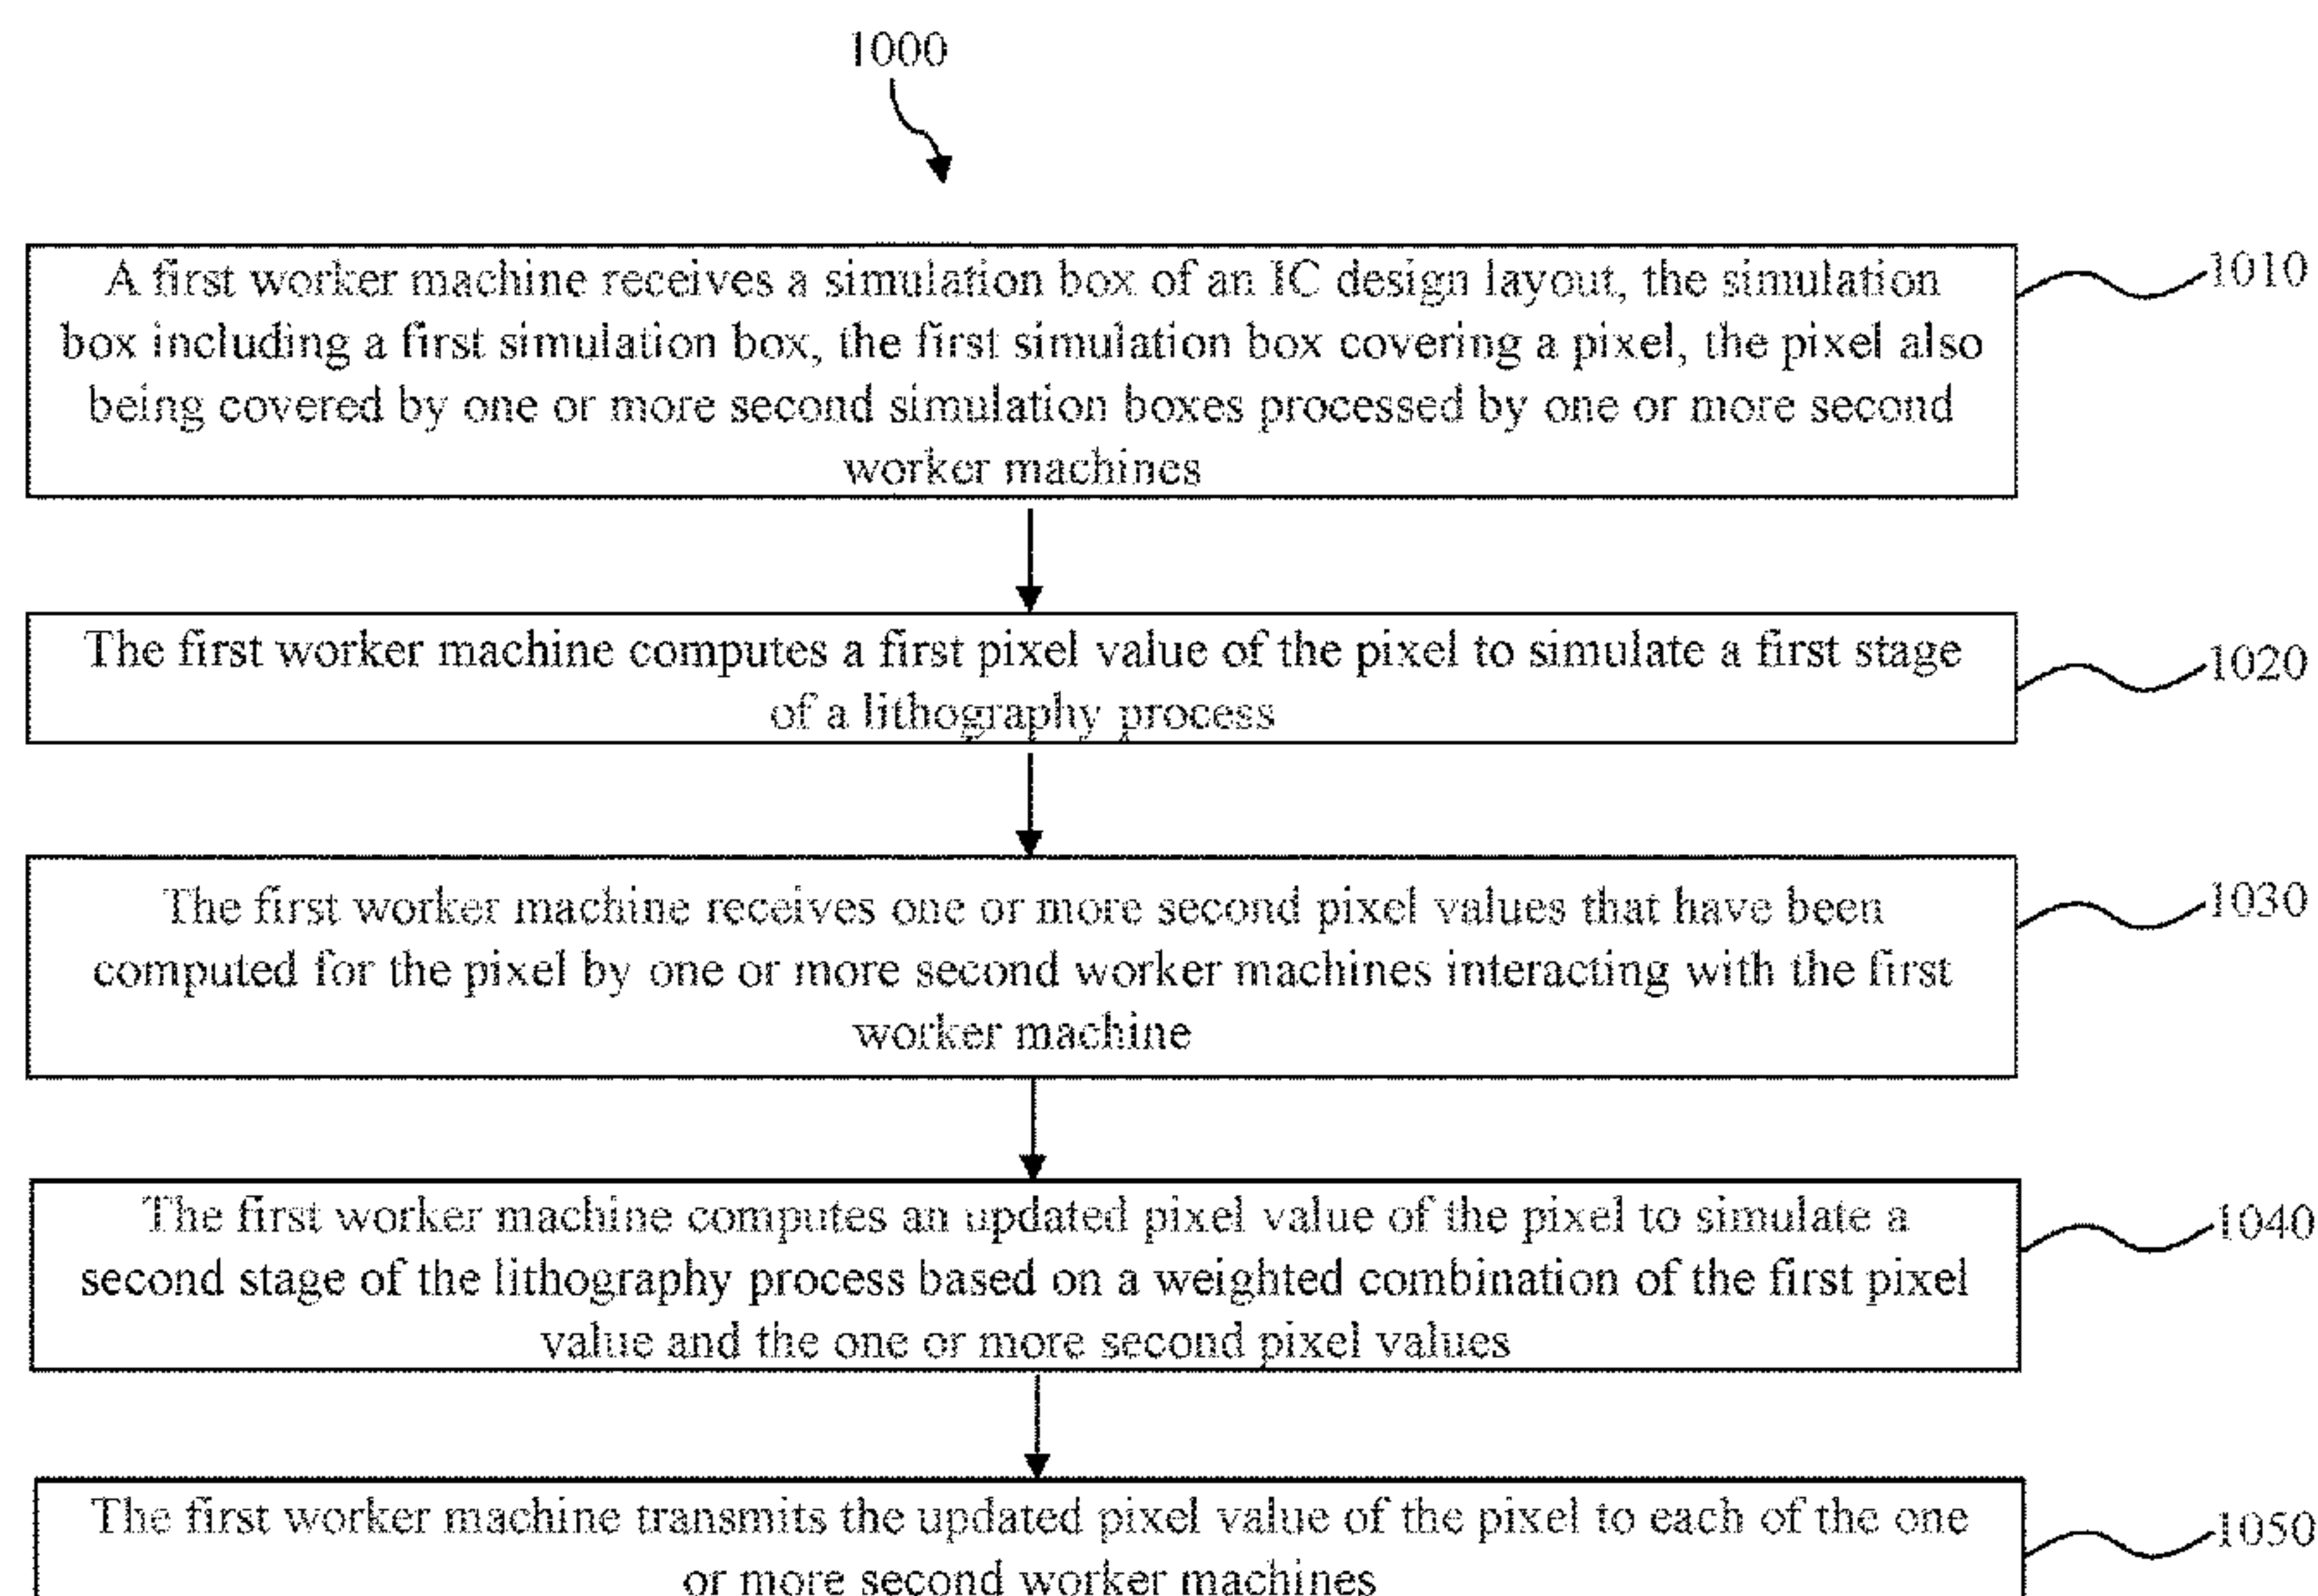 1000
A first worker machine receives a simulation box of an IC design layout, the simulation
box including a first simulation box, the first simulation box covering a pixel, the pixel also
being covered by one or more second simulation boxes processed by one or more second
worker machines
1010
The first worker machine computes a first pixel value of the pixel to simulate a first stage
of a lithography process
1020
The first worker machine receives one or more second pixel values that have been
computed for the pixel by one or more second worker machines interacting with the first
worker machine
1030
The first worker machine computes an updated pixel value of the pixel to simulate a
second stage of the lithography process based on a weighted combination of the first pixel
value and the one or more second pixel values
1040
The first worker machine transmits the updated pixel value of the pixel to each of the one
or more second worker machines
1050